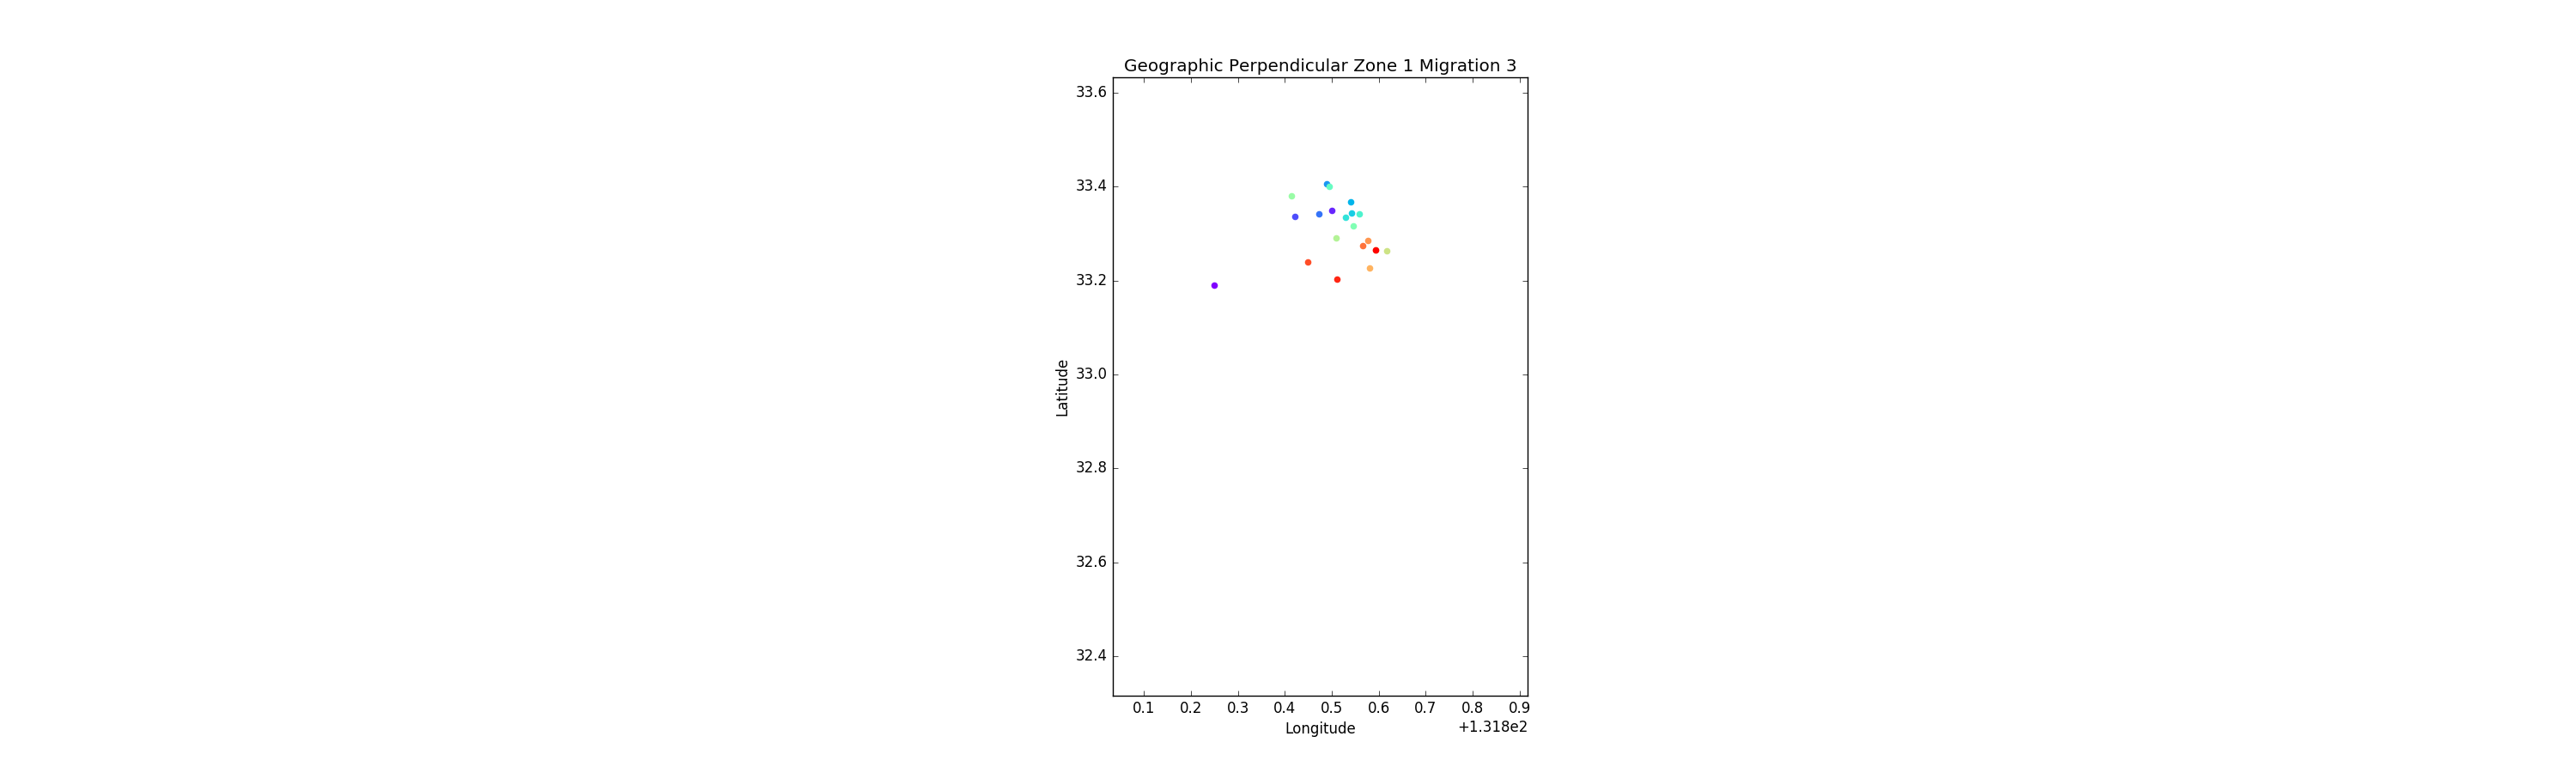 Geographic Perpendicular Zone 1 Migration 3
33.6
33.4
33.2
33.0
32.8
32.6
32.4
Latitude
0.1 0.2 0.3 0.4 0.5 0.6 0.7 0.8 0.9
Longitude
+1.318e2